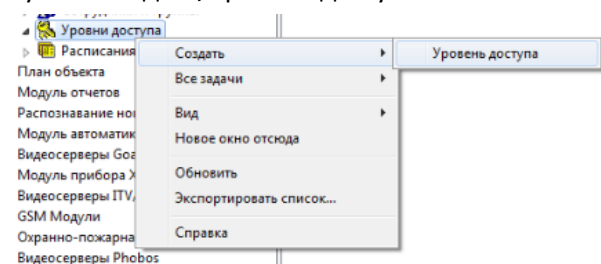 Уровни доступа
Расписания
План объекта
Модуль отчетов
Распознавание
Модуль автоматик
Видеосерверы Goa
Модуль прибора X
Видеосерверы ITV,
GSM Модули
Охранно-пожарна
Видеосерверы Phobos
Создать
Все задачи
Вид
Новое окно отсюда
Обновить
Экспортировать список...
Справка
Уровень доступа